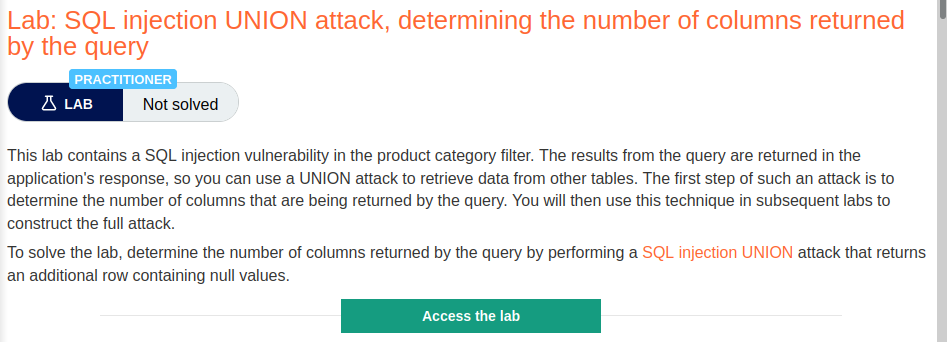 Lab: SQL injection UNION attack, determining the number of columns returned
by the query
PRACTITIONER
LAB
Not solved
This lab contains a SQL injection vulnerability in the product category filter. The results from the query are returned in the
application's response, so you can use a UNION attack to retrieve data from other tables. The first step of such an attack is to
determine the number of columns that are being returned by the query. You will then use this technique in subsequent labs to
construct the full attack.
To solve the lab, determine the number of columns returned by the query by performing a SQL injection UNION attack that returns
an additional row containing null values.
Access the lab